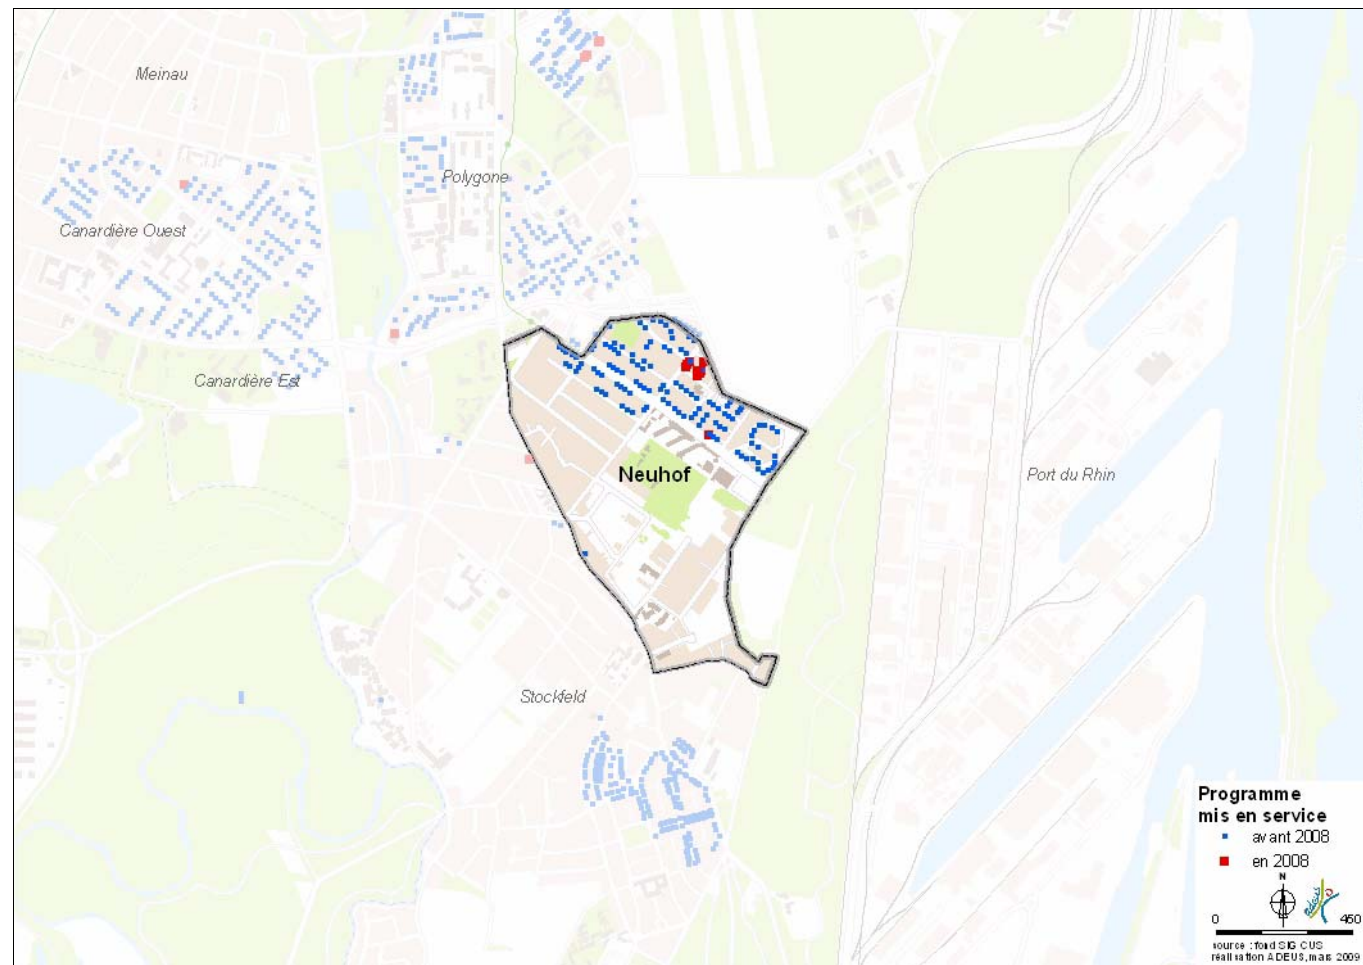 Meinau
Polygone
Canardière Ouest
Canardière Est
Neuhof
Port du Rhin
Stockfeld
Programme
mis en service
avant 2008
en 2008
N
adeus
0 450
source : fond SIG CUS
réalisation ADEUS, mars 2009